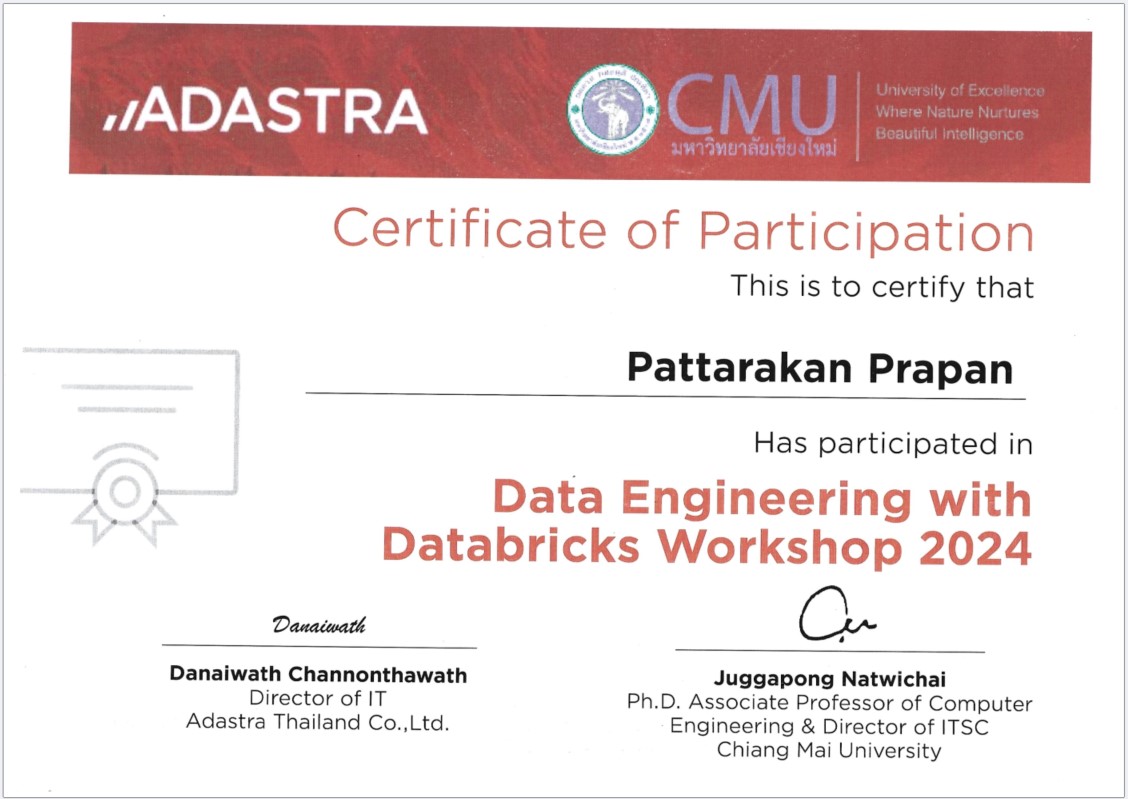 ADASTRA
CMU
มหาวิทยาลัยเชียงใหม่
University of Excellence
Where Nature Nurtures
Beautiful Intelligence
Certificate of Participation
This is to certify that
Pattarakan Prapan
Has participated in
Data Engineering with
Databricks Workshop 2024
Danaiwath
Danaiwath Channonthawath
Director of IT
Adastra Thailand Co.,Ltd.
Juggapong Natwichai
Ph.D. Associate Professor of Computer
Engineering & Director of ITSC
Chiang Mai University